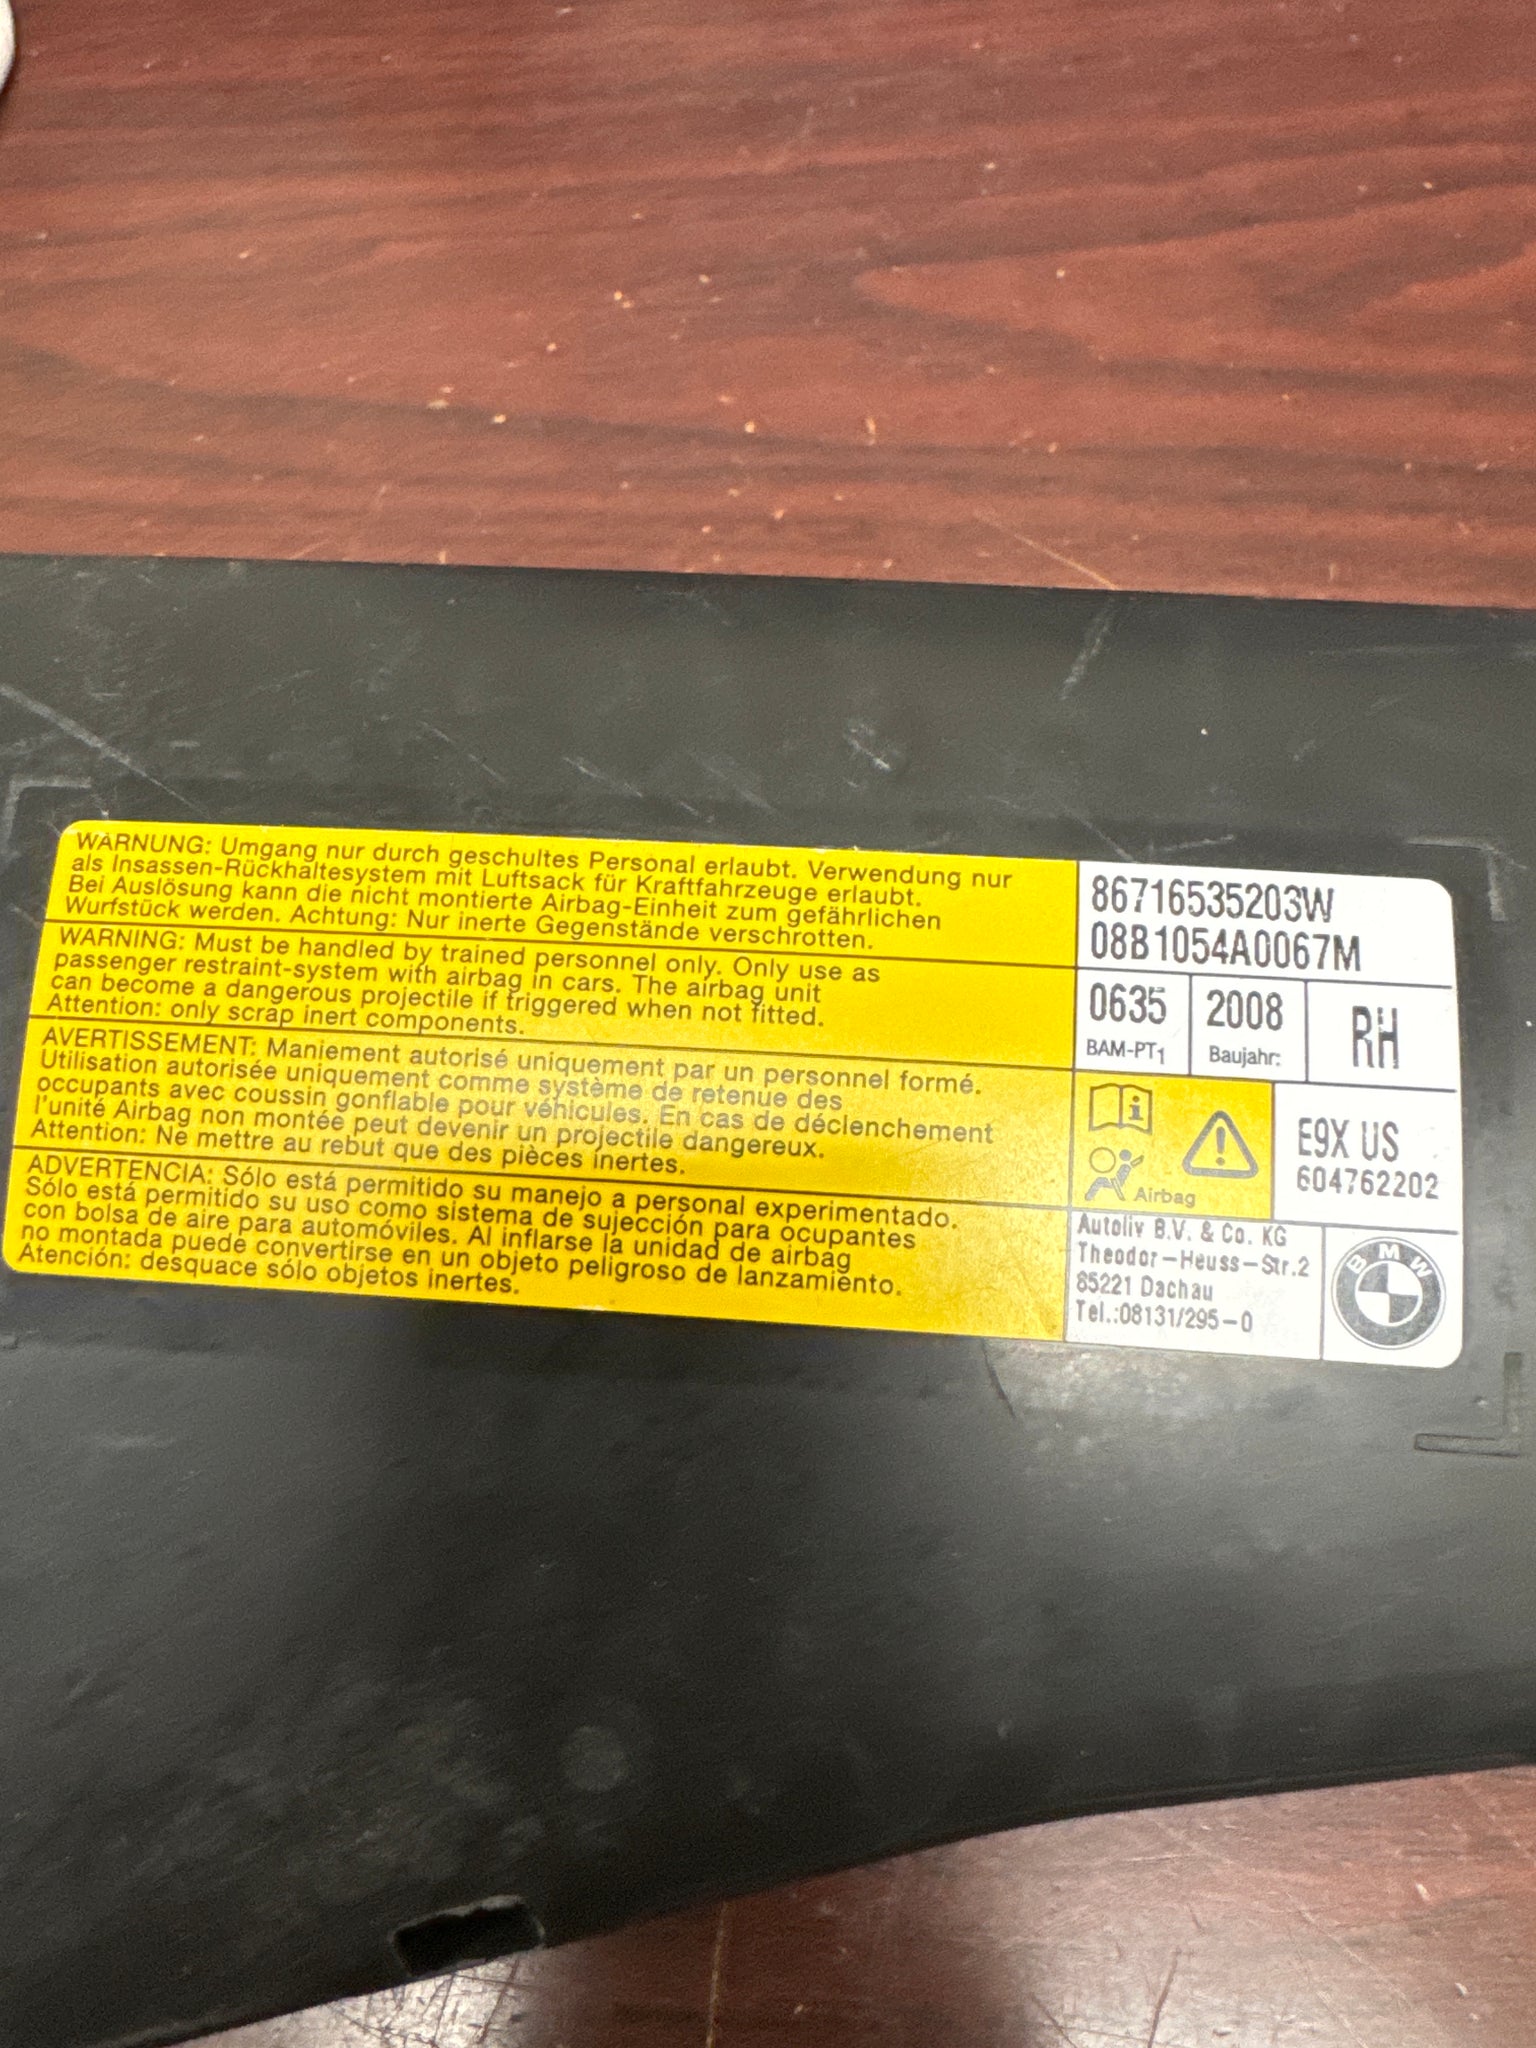 WARNUNG: Umgang nur durch geschultes Personal erlaubt. Verwendung nur
als Insassen-Rückhaltesystem mit Luftsack für Kraftfahrzeuge erlaubt.
Bei Auslösung kann die nicht montierte Airbag-Einheit zum gefährlichen
Wurfstück werden. Achtung: Nur inerte Gegenstände verschrotten.
WARNING: Must be handled by trained personnel only. Only use as
passenger restraint-system with airbag in cars. The airbag unit
can become a dangerous projectile if triggered when not fitted.
Attention: only scrap inert components.
AVERTISSEMENT: Maniement autorisé uniquement par un personnel formé.
Utilisation autorisée uniquement comme système de retenue des
occupants avec coussin gonflable pour véhicules. En cas de déclenchement
l'unité Airbag non montée peut devenir un projectile dangereux.
Attention: Ne mettre au rebut que des pièces inertes.
ADVERTENCIA: Sólo está permitido su manejo a personal experimentado.
Sólo está permitido su uso como sistema de sujección para ocupantes
con bolsa de aire para automóviles. Al inflarse la unidad de airbag
no montada puede convertirse en un objeto peligroso de lanzamiento.
Atención: desquace sólo objetos inertes.
86716535203W
08B1054A0067M
0635
BAM-PT1
2008
Baujahr:
RH
i
Airbag
E9X US
604762202
Autoliv B.V. & Co. KG
Theodor-Heuss-Str.2
85221 Dachau
Tel.:08131/295-0
BMW